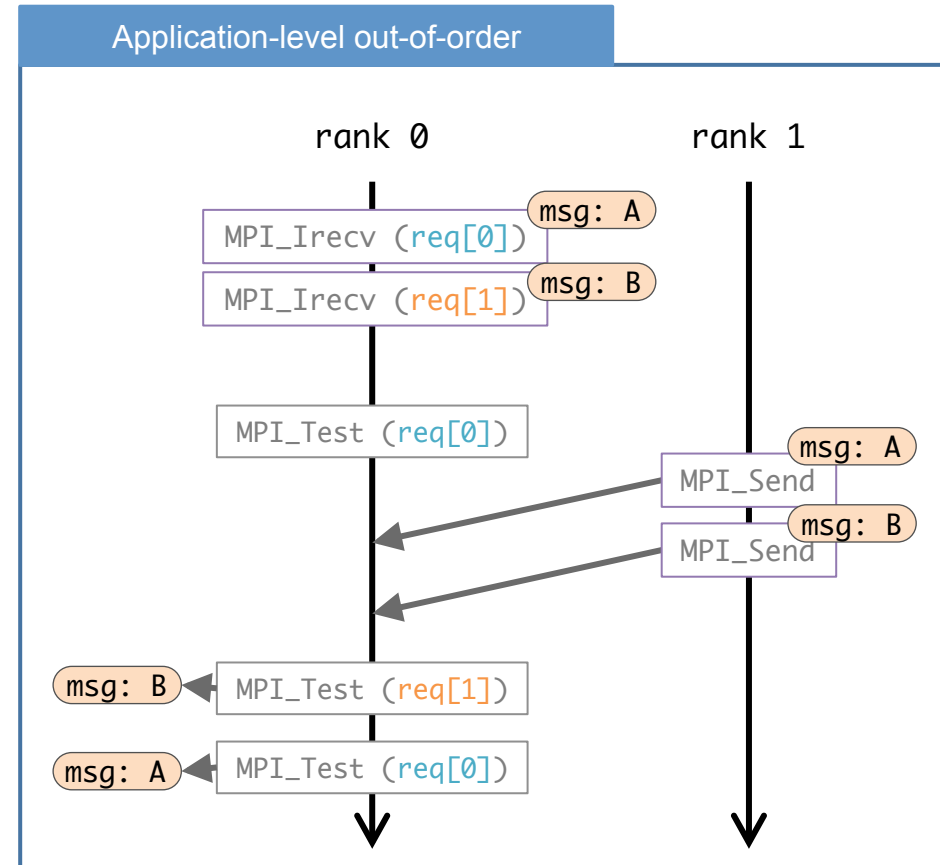 Application-level out-of-order
rank 0
rank 1
msg: A
MPI_Irecv (req[0])
msg: B
MPI_Irecv (req[1])
MPI_Test (req[0])
msg: A
MPI_Send
msg: B
MPI_Send
msg: B
MPI_Test (req[1])
msg: A
MPI_Test (req[0])